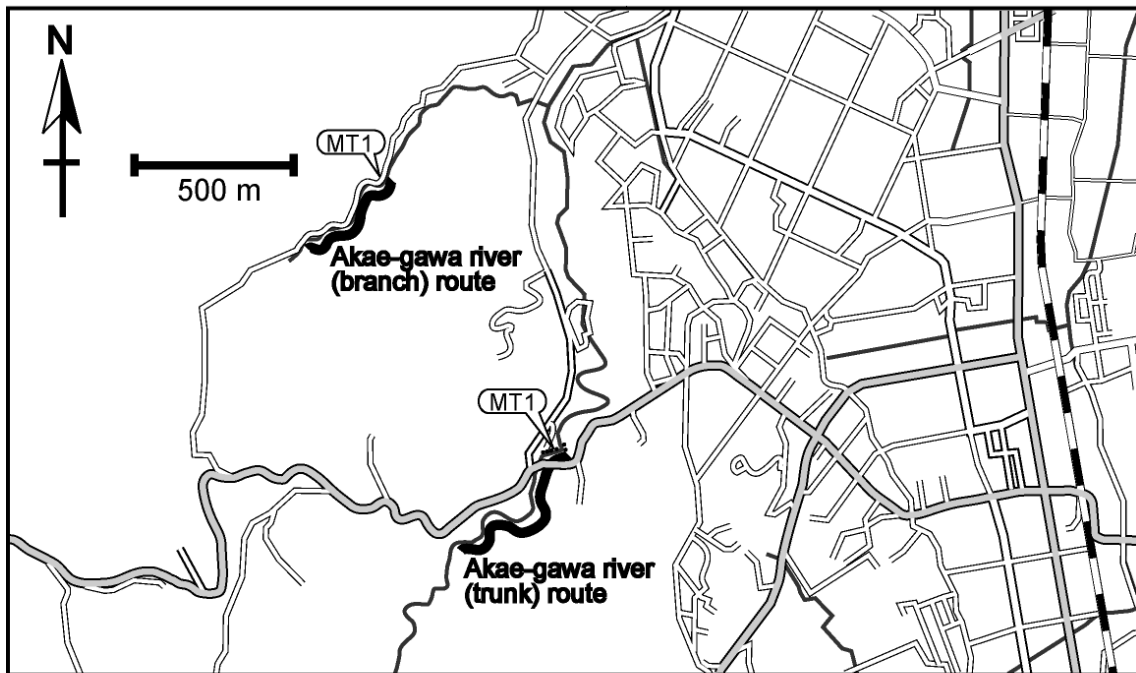 N
MT1
500 m
Akae-gawa river
(branch) route
MT1
Akae-gawa river
(trunk) route